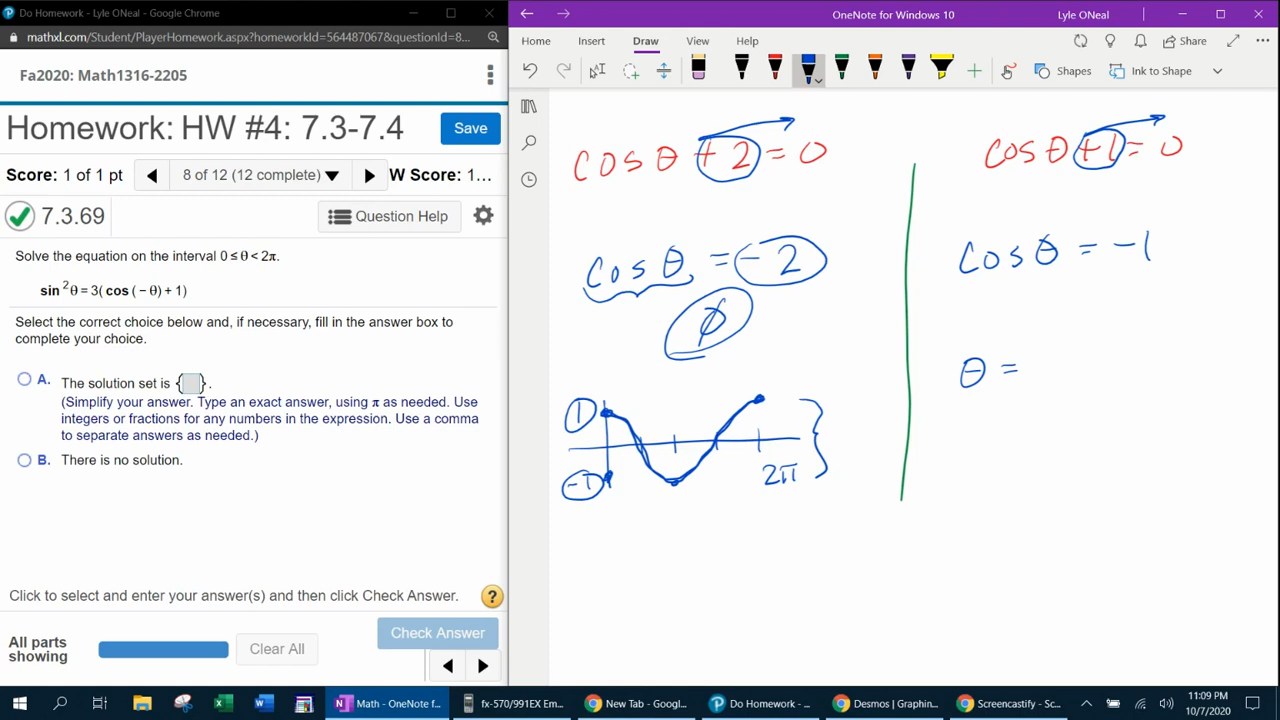 Do Homework - Lyle ONeal - Google Chrome
mathxl.com/Student/PlayerHomework.aspx?homeworkId=564487067&questionId=8...
Fa2020: Math1316-2205
Homework: HW #4: 7.3-7.4
Save
Score: 1 of 1 pt
8 of 12 (12 complete)
W Score: 1...
7.3.69
Question Help
Solve the equation on the interval 0 ≤ θ < 2π.
sin ²θ = 3( cos ( − θ) + 1)
Select the correct choice below and, if necessary, fill in the answer box to
complete your choice.
A. The solution set is { }.
(Simplify your answer. Type an exact answer, using π as needed. Use
integers or fractions for any numbers in the expression. Use a comma
to separate answers as needed.)
B. There is no solution.
Click to select and enter your answer(s) and then click Check Answer.
?
All parts
showing
Clear All
Check Answer
OneNote for Windows 10
Lyle ONeal
Home
Insert
Draw
View
Help
Share
Shapes
Ink to Shape
cos θ + 2 = 0
cos θ = - 2
∅
1
-1
2π
cos θ + 1 = 0
cos θ = -1
θ =
Math - OneNote f...
fx-570/991EX Em...
New Tab - Googl...
Do Homework - ...
Desmos | Graphin...
Screencastify - Sc...
11:09 PM
10/7/2020